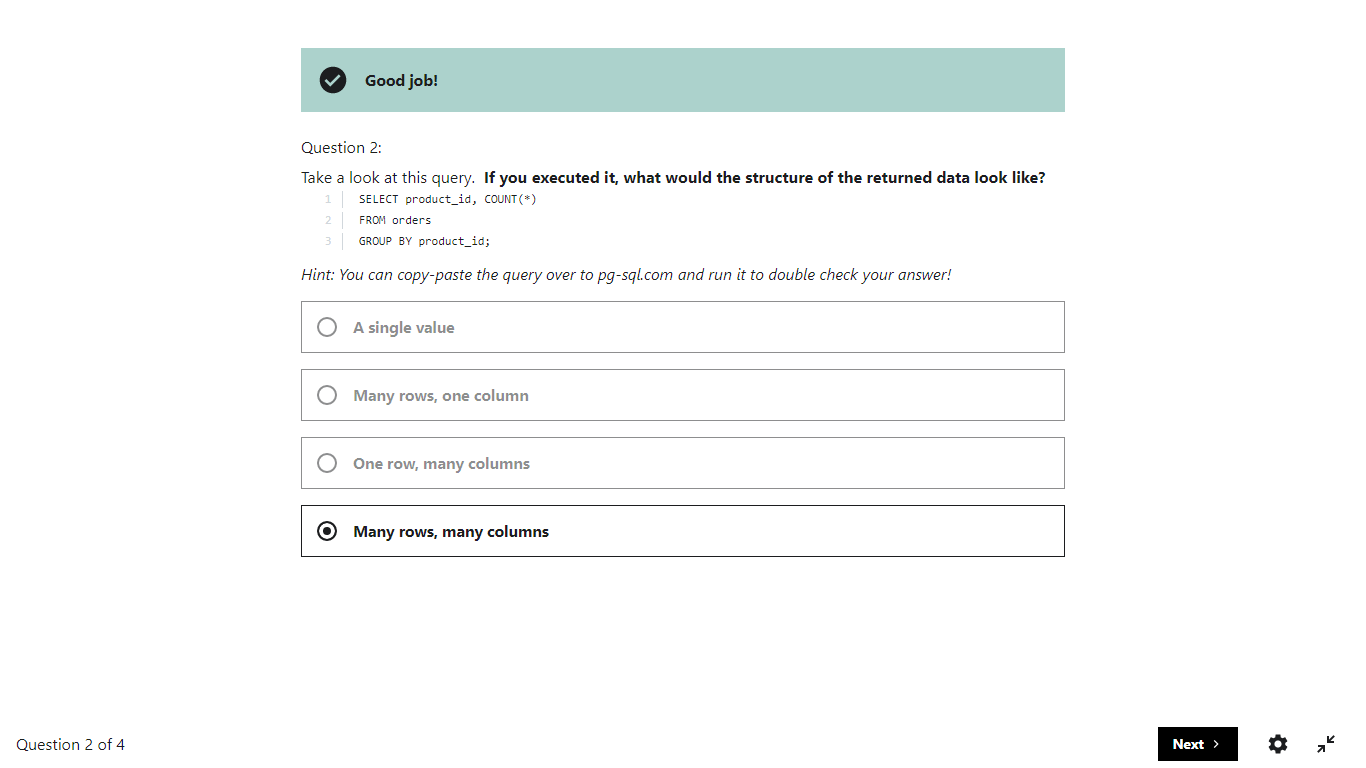 Good job!
Question 2:
Take a look at this query. If you executed it, what would the structure of the returned data look like?
1 SELECT product_id, COUNT(*)
2 FROM orders
3 GROUP BY product_id;
Hint: You can copy-paste the query over to pg-sql.com and run it to double check your answer!
A single value
Many rows, one column
One row, many columns
Many rows, many columns
Question 2 of 4
Next